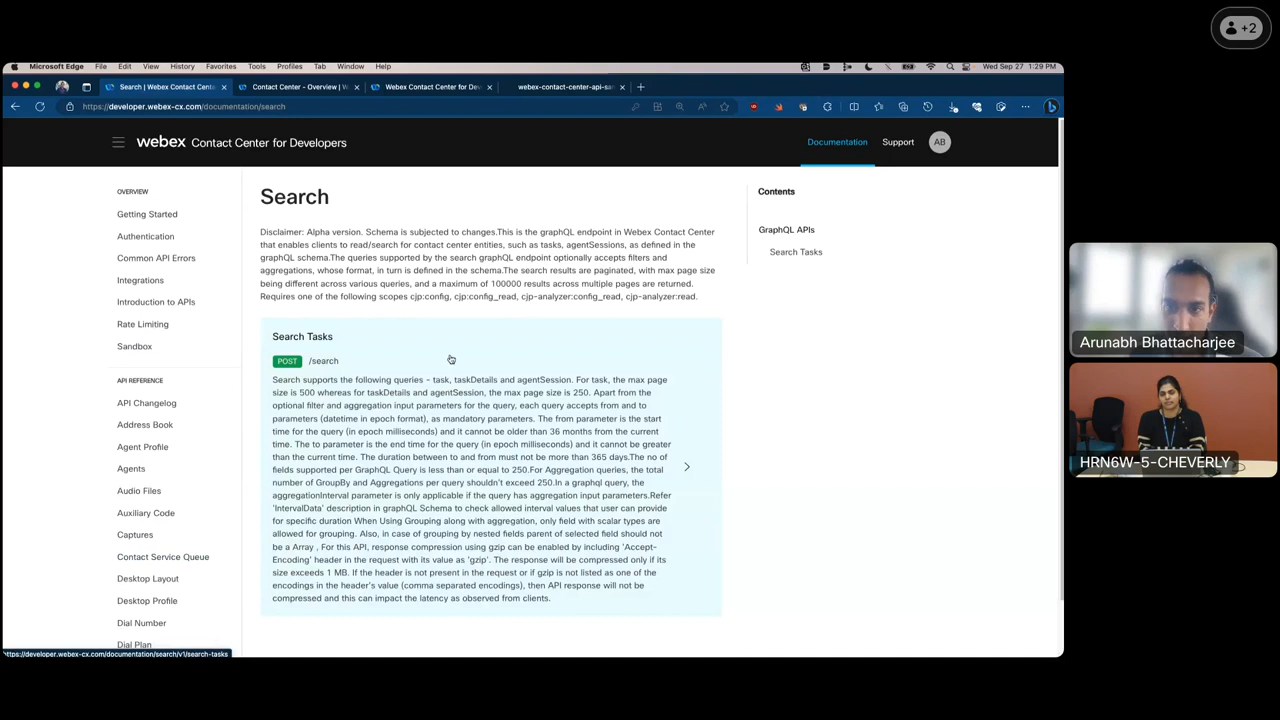 +2
Microsoft Edge File Edit View History Favorites Tools Profiles Tab Window Help
Wed Sep 27 1:29 PM
Search | Webex Contact Cente
Contact Center - Overview | W
Webex Contact Center for Dev
webex-contact-center-api-sa
https://developer.webex-cx.com/documentation/search
webex Contact Center for Developers
Documentation
Support
AB
OVERVIEW
Getting Started
Authentication
Common API Errors
Integrations
Introduction to APIs
Rate Limiting
Sandbox
API REFERENCE
API Changelog
Address Book
Agent Profile
Agents
Audio Files
Auxiliary Code
Captures
Contact Service Queue
Desktop Layout
Desktop Profile
Dial Number
Dial Plan
https://developer.webex-cx.com/documentation/search/v1/search-tasks
Search
Disclaimer: Alpha version. Schema is subjected to changes.This is the graphQL endpoint in Webex Contact Center
that enables clients to read/search for contact center entities, such as tasks, agentSessions, as defined in the
graphQL schema.The queries supported by the search graphQL endpoint optionally accepts filters and
aggregations, whose format, in turn is defined in the schema.The search results are paginated, with max page size
being different across various queries, and a maximum of 100000 results across multiple pages are returned.
Requires one of the following scopes cjp:config, cjp:config_read, cjp-analyzer:config_read, cjp-analyzer:read.
Search Tasks
POST /search
Search supports the following queries - task, taskDetails and agentSession. For task, the max page
size is 500 whereas for taskDetails and agentSession, the max page size is 250. Apart from the
optional filter and aggregation input parameters for the query, each query accepts from and to
parameters (datetime in epoch format), as mandatory parameters. The from parameter is the start
time for the query (in epoch milliseconds) and it cannot be older than 36 months from the current
time. The to parameter is the end time for the query (in epoch milliseconds) and it cannot be greater
than the current time. The duration between to and from must not be more than 365 days.The no of
fields supported per GraphQL Query is less than or equal to 250.For Aggregation queries, the total
number of GroupBy and Aggregations per query shouldn't exceed 250.In a graphql query, the
aggregationInterval parameter is only applicable if the query has aggregation input parameters.Refer
'IntervalData' description in graphQL Schema to check allowed interval values that user can provide
for specific duration When Using Grouping along with aggregation, only field with scalar types are
allowed for grouping. Also, in case of grouping by nested fields parent of selected field should not
be a Array , For this API, response compression using gzip can be enabled by including 'Accept-
Encoding' header in the request with its value as 'gzip'. The response will be compressed only if its
size exceeds 1 MB. If the header is not present in the request or if gzip is not listed as one of the
encodings in the header's value (comma separated encodings), then API response will not be
compressed and this can impact the latency as observed from clients.
Contents
GraphQL APIs
Search Tasks
Arunabh Bhattacharjee
HRN6W-5-CHEVERLY